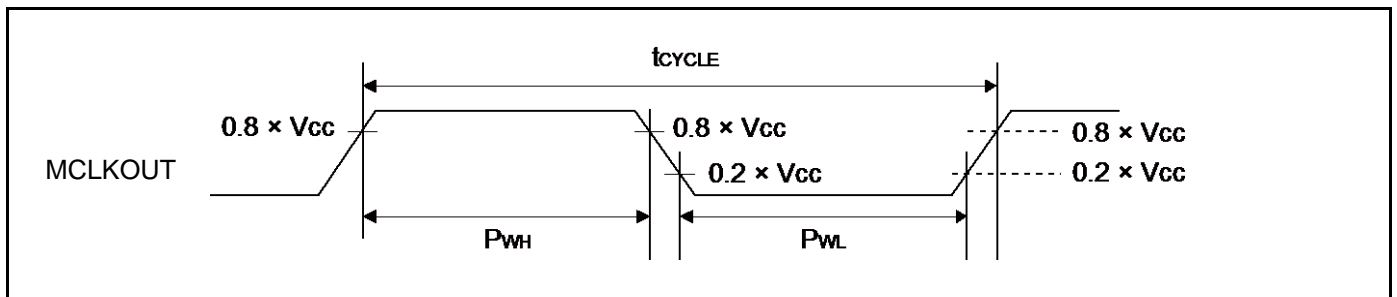 tCYCLE
0.8 × VCC
0.8 × VCC
0.8 × VCC
MCLKOUT
0.2 × VCC
0.2 × VCC
PWH
PWL